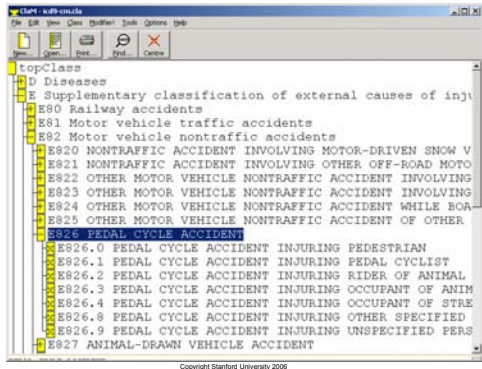 ClaM - icd9-cm.cla
File Edit View Class Modifier! Tools Options Help
New... Open... Print... Find... Centre
topClass
D Diseases
E Supplementary classification of external causes of inju
E80 Railway accidents
E81 Motor vehicle traffic accidents
E82 Motor vehicle nontraffic accidents
E820 NONTRAFFIC ACCIDENT INVOLVING MOTOR-DRIVEN SNOW V
E821 NONTRAFFIC ACCIDENT INVOLVING OTHER OFF-ROAD MOTO
E822 OTHER MOTOR VEHICLE NONTRAFFIC ACCIDENT INVOLVING
E823 OTHER MOTOR VEHICLE NONTRAFFIC ACCIDENT INVOLVING
E824 OTHER MOTOR VEHICLE NONTRAFFIC ACCIDENT WHILE BOA
E825 OTHER MOTOR VEHICLE NONTRAFFIC ACCIDENT OF OTHER
E826 PEDAL CYCLE ACCIDENT
E826.0 PEDAL CYCLE ACCIDENT INJURING PEDESTRIAN
E826.1 PEDAL CYCLE ACCIDENT INJURING PEDAL CYCLIST
E826.2 PEDAL CYCLE ACCIDENT INJURING RIDER OF ANIMAL
E826.3 PEDAL CYCLE ACCIDENT INJURING OCCUPANT OF ANIM
E826.4 PEDAL CYCLE ACCIDENT INJURING OCCUPANT OF STRE
E826.8 PEDAL CYCLE ACCIDENT INJURING OTHER SPECIFIED
E826.9 PEDAL CYCLE ACCIDENT INJURING UNSPECIFIED PERS
E827 ANIMAL-DRAWN VEHICLE ACCIDENT
Copyright Stanford University 2006